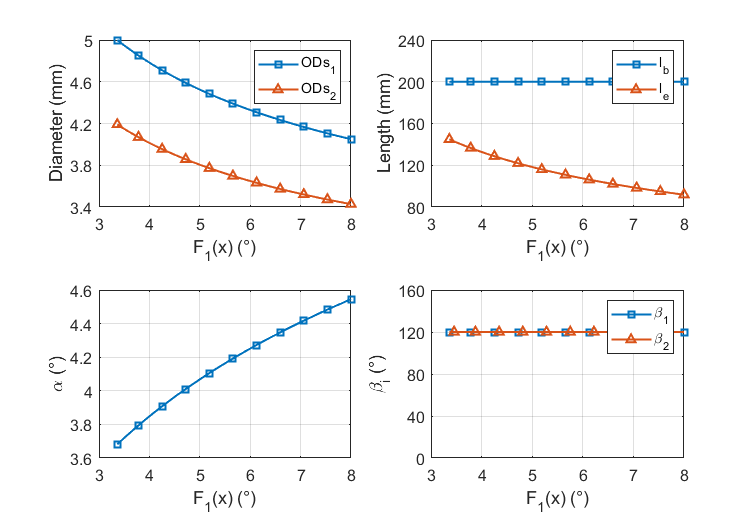 5
4.6
4.2
3.8
3.4
Diameter (mm)
ODs1
ODs2
3 4 5 6 7 8
F1(x) (°)
240
200
160
120
80
Length (mm)
lb
le
3 4 5 6 7 8
F1(x) (°)
4.6
4.4
4.2
4
3.8
3.6
α (°)
3 4 5 6 7 8
F1(x) (°)
160
120
80
40
0
βi (°)
β1
β2
3 4 5 6 7 8
F1(x) (°)